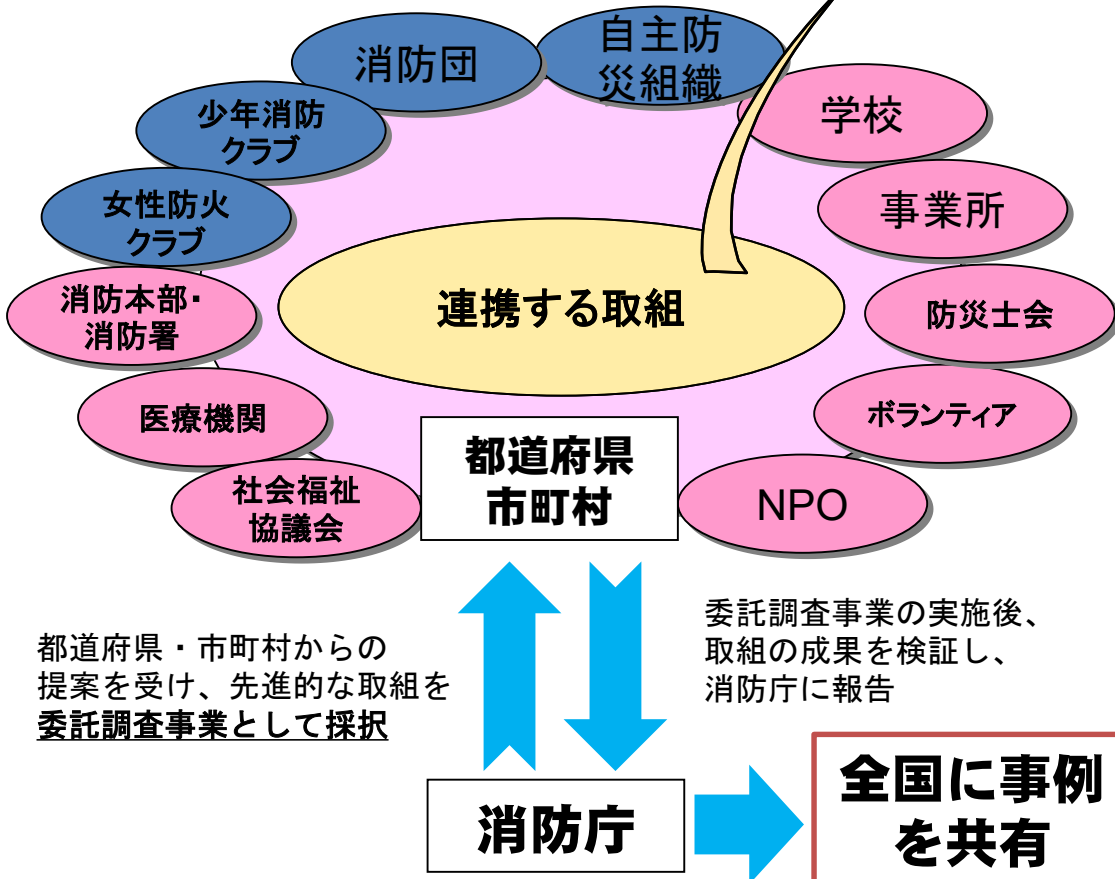 消防団
自主防
災組織
少年消防
クラブ
学校
女性防火
クラブ
事業所
消防本部・
消防署
連携する取組
防災士会
医療機関
ボランティア
社会福祉
協議会
都道府県
市町村
NPO
都道府県・市町村からの
提案を受け、先進的な取組を
委託調査事業として採択
委託調査事業の実施後、
取組の成果を検証し、
消防庁に報告
消防庁
全国に事例
を共有